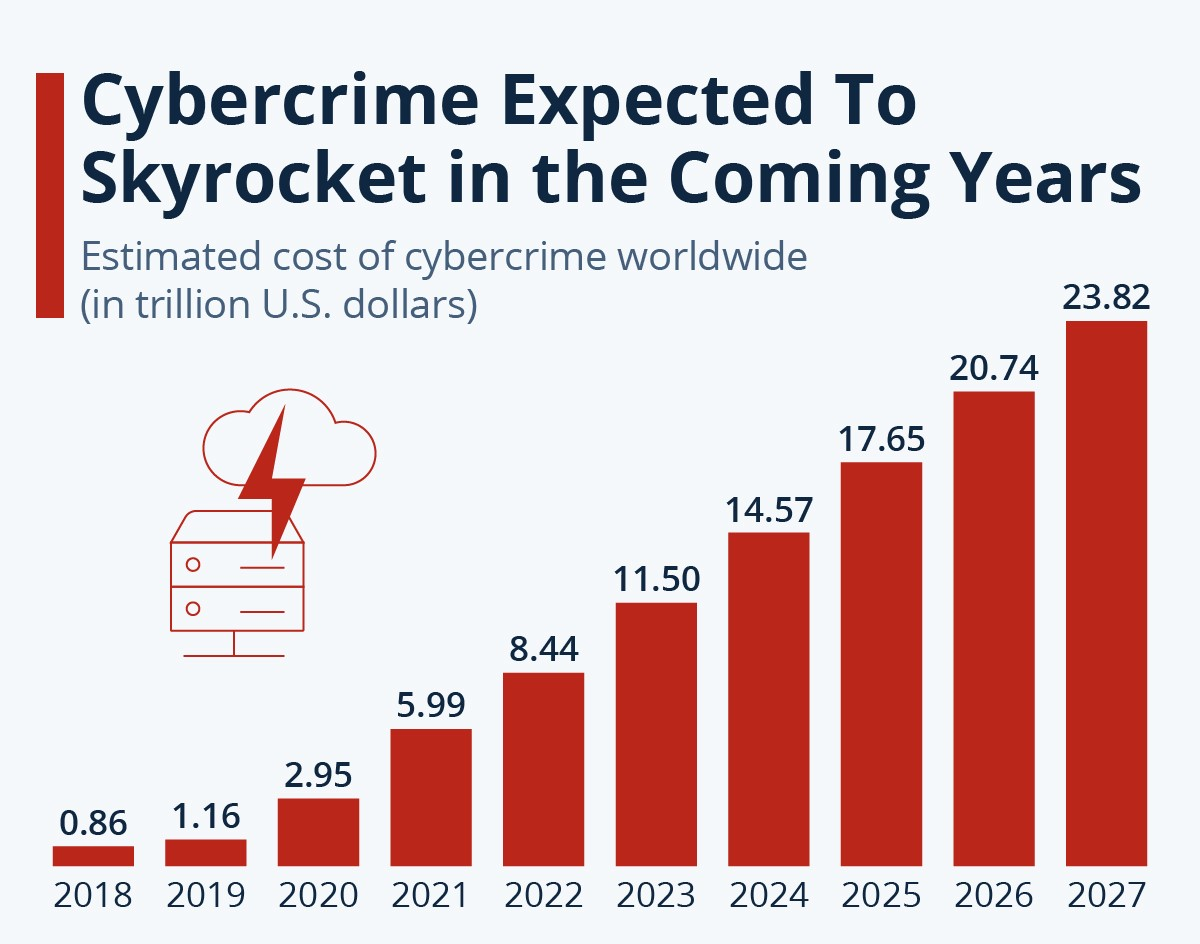 Cybercrime Expected To
Skyrocket in the Coming Years
Estimated cost of cybercrime worldwide
(in trillion U.S. dollars)
23.82
20.74
17.65
14.57
11.50
8.44
5.99
2.95
1.16
0.86
2018 2019 2020 2021 2022 2023 2024 2025 2026 2027